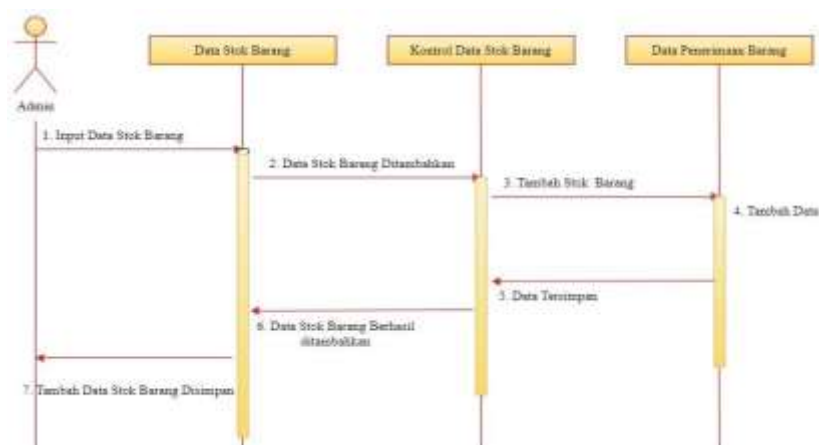 Data Stok Barang
Kontrol Data Stok Barang
Data Penerimaan Barang
Admin
1. Input Data Stok Barang
2. Data Stok Barang Ditambahkan
3. Tambah Stok Barang
4. Tambah Data
5. Data Tersimpan
6. Data Stok Barang Berhasil
ditambahkan
7. Tambah Data Stok Barang Disimpan